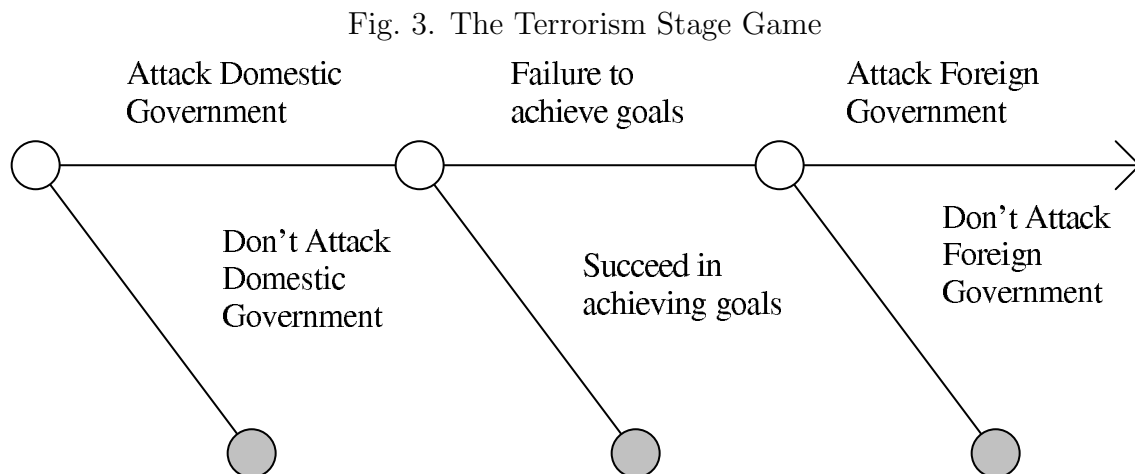 Fig. 3. The Terrorism Stage Game
Attack Domestic
Government
Failure to
achieve goals
Attack Foreign
Government
Don't Attack
Domestic
Government
Succeed in
achieving goals
Don't Attack
Foreign
Government